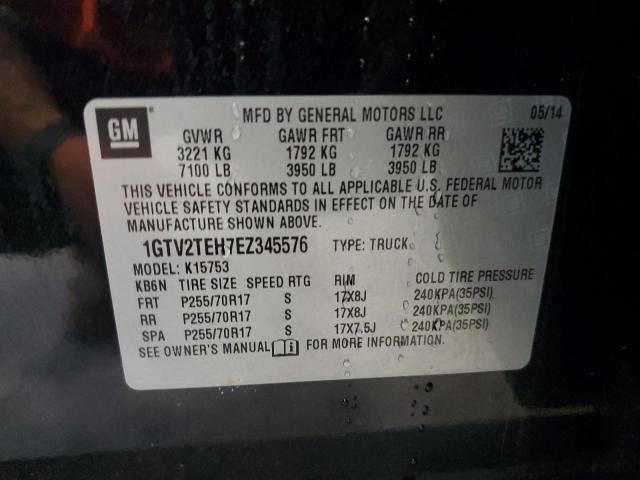 GM
MFD BY GENERAL MOTORS LLC 05/14
GVWR GAWR FRT GAWR RR
3221 KG 1792 KG 1792 KG
7100 LB 3950 LB 3950 LB
THIS VEHICLE CONFORMS TO ALL APPLICABLE U.S. FEDERAL MOTOR
VEHICLE SAFETY STANDARDS IN EFFECT ON THE DATE OF
MANUFACTURE SHOWN ABOVE.
1GTV2TEH7EZ345576 TYPE: TRUCK
MODEL: K15753
KB6N TIRE SIZE SPEED RTG RIM COLD TIRE PRESSURE
FRT P255/70R17 S 17X8J 240KPA(35PSI)
RR P255/70R17 S 17X8J 240KPA(35PSI)
SPA P255/70R17 S 17X7.5J 240KPA(35PSI)
SEE OWNER'S MANUAL FOR MORE INFORMATION.